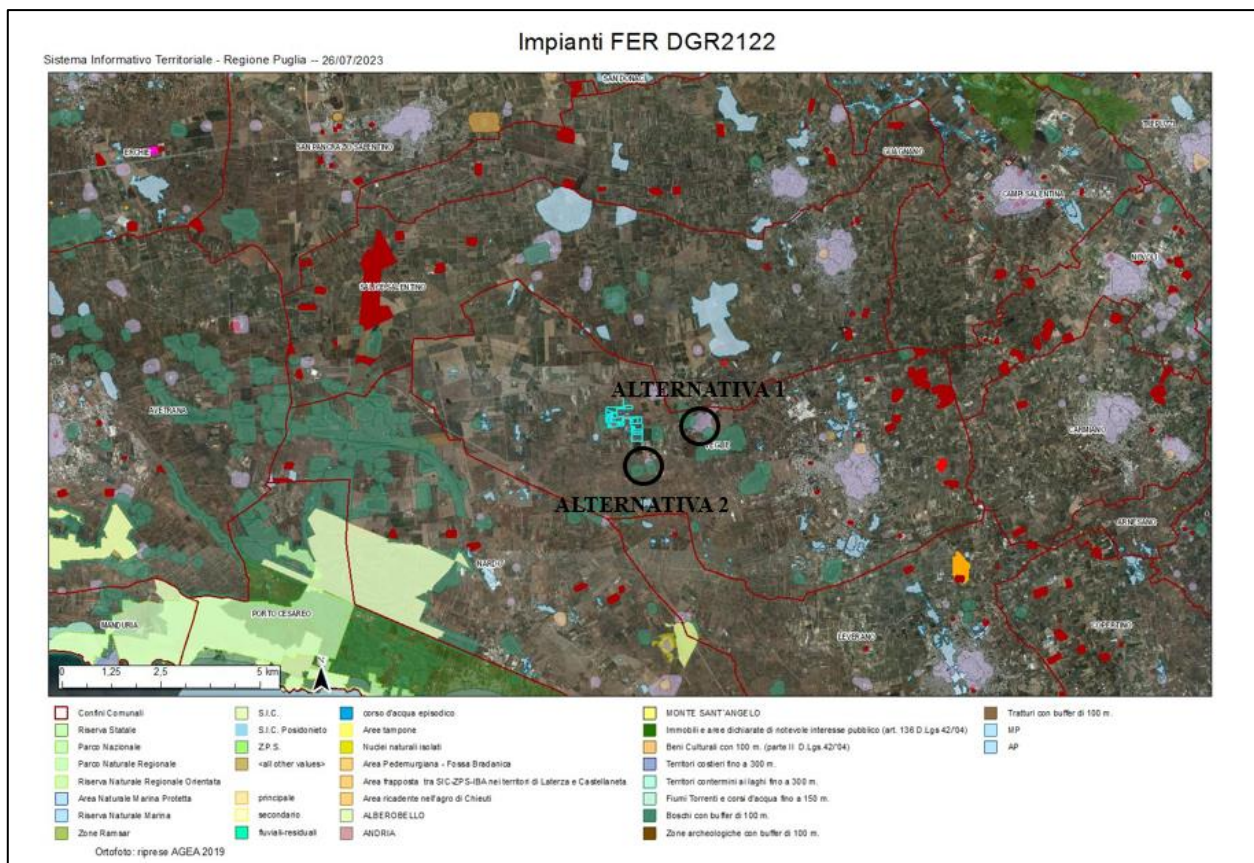 Impianti FER DGR2122
Sistema Informativo Territoriale - Regione Puglia -- 26/07/2023
SAN DONACI
TREPUZZI
ERCHIE
SAN PANCRAZIO SALENTINO
GUAGNANO
CAMPI SALENTINA
NOVOLI
SALICE SALENTINO
AVETRANA
ALTERNATIVA 1
VEGLIE
CARMIANO
ALTERNATIVA 2
ARNESANO
NARDO'
PORTO CESAREO
MANDURIA
LEVERANO
COPERTINO
N
0 1,25 2,5 5 km
Confini Comunali
Riserva Statale
Parco Nazionale
Parco Naturale Regionale
Riserva Naturale Regionale Orientata
Area Naturale Marina Protetta
Riserva Naturale Marina
Zone Ramsar
S.I.C.
S.I.C. Posidonieto
Z.P.S.
<all other values>
principale
secondario
fluviali-residuali
corso d'acqua episodico
Aree tampone
Nuclei naturali isolati
Area Pedemurgiana - Fossa Bradanica
Area frapposta tra SIC-ZPS-IBA nei territori di Laterza e Castellaneta
Area ricadente nell'agro di Chieuti
ALBEROBELLO
ANDRIA
MONTE SANT'ANGELO
Immobili e aree dichiarate di notevole interesse pubblico (art. 136 D.Lgs 42/'04)
Beni Culturali con 100 m. (parte II D.Lgs.42/'04)
Territori costieri fino a 300 m.
Territori contermini ai laghi fino a 300 m.
Fiumi Torrenti e corsi d'acqua fino a 150 m.
Boschi con buffer di 100 m.
Zone archeologiche con buffer di 100 m.
Tratturi con buffer di 100 m.
MP
AP
Ortofoto: riprese AGEA 2019